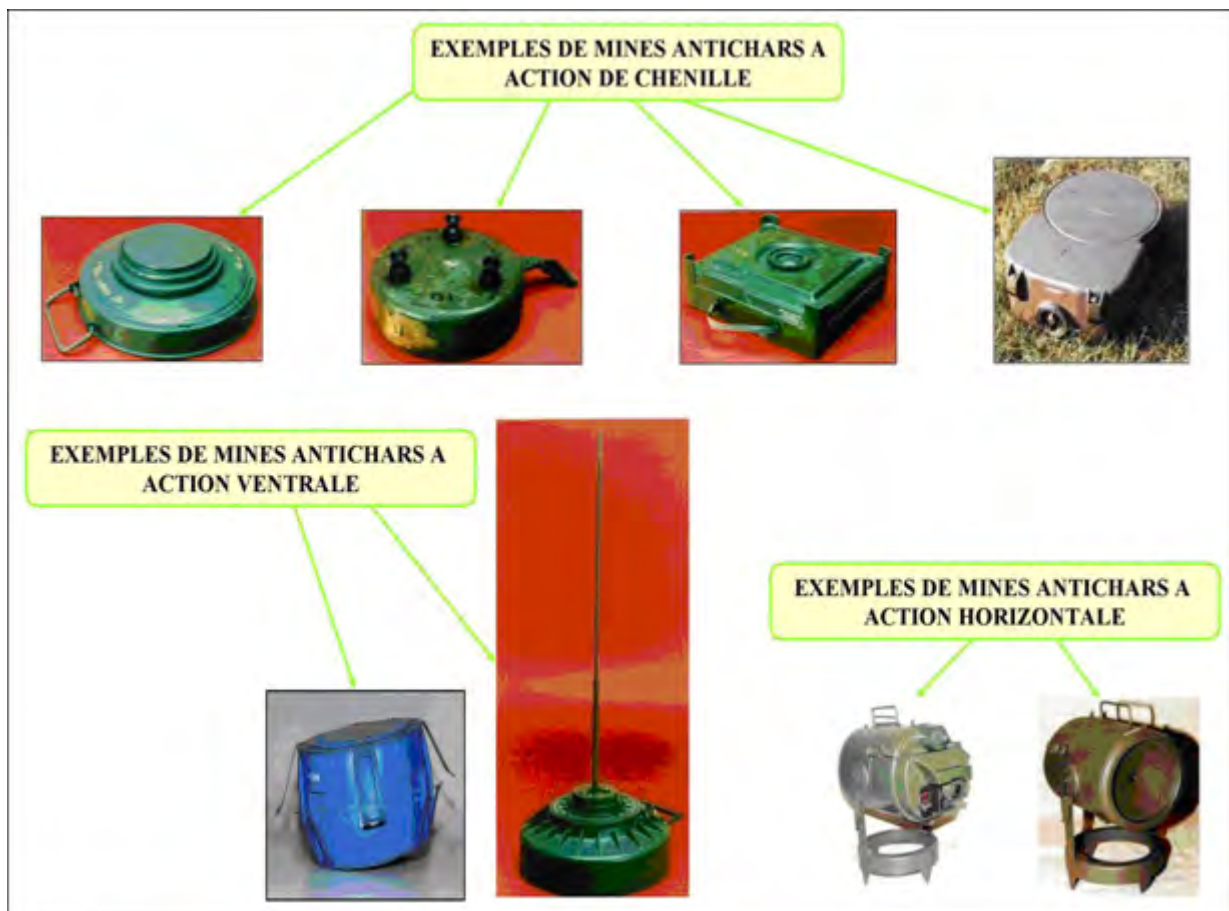 EXEMPLES DE MINES ANTICHARS A
ACTION DE CHENILLE
EXEMPLES DE MINES ANTICHARS A
ACTION VENTRALE
EXEMPLES DE MINES ANTICHARS A
ACTION HORIZONTALE